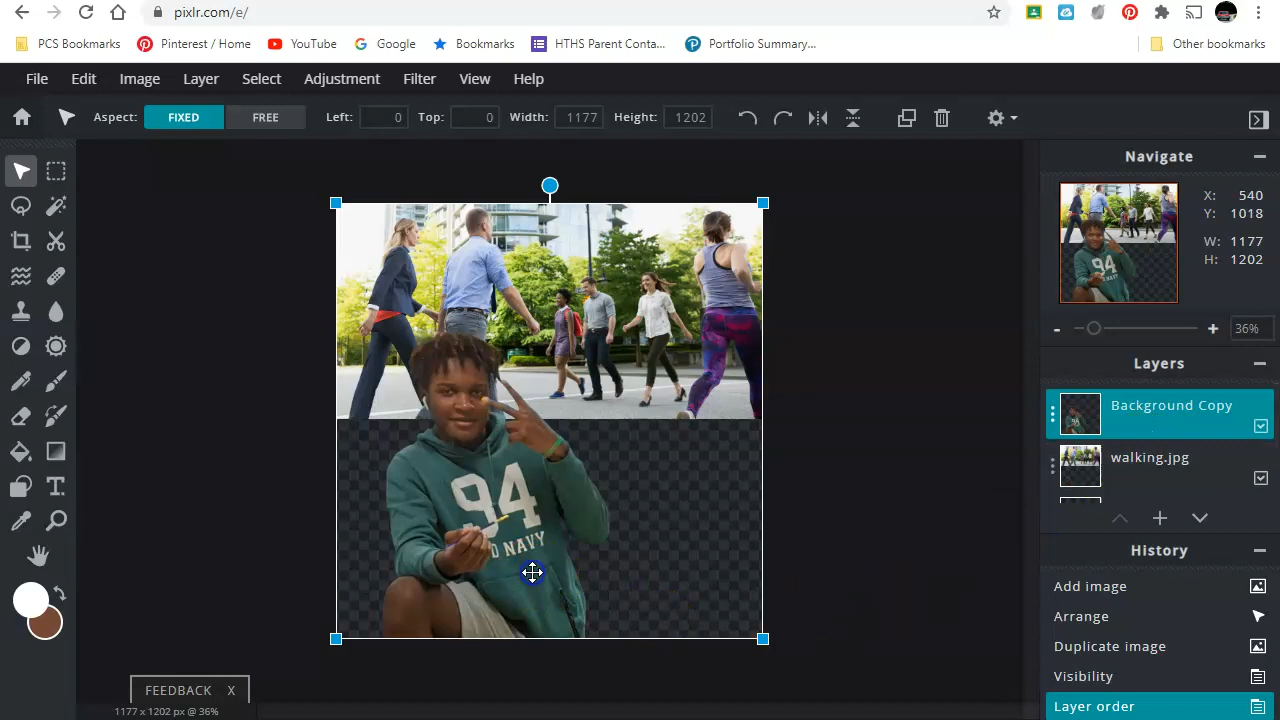 pixlr.com/e/
PCS Bookmarks Pinterest / Home YouTube Google Bookmarks HTHS Parent Conta... Portfolio Summary... Other bookmarks
File Edit Image Layer Select Adjustment Filter View Help
Aspect: FIXED FREE Left: 0 Top: 0 Width: 1177 Height: 1202
Navigate
X: 540
Y: 1018
W: 1177
H: 1202
- + 36%
Layers
Background Copy
walking.jpg
94
D NAVY
History
Add image
Arrange
Duplicate image
Visibility
Layer order
FEEDBACK X
1177 x 1202 px @ 36%